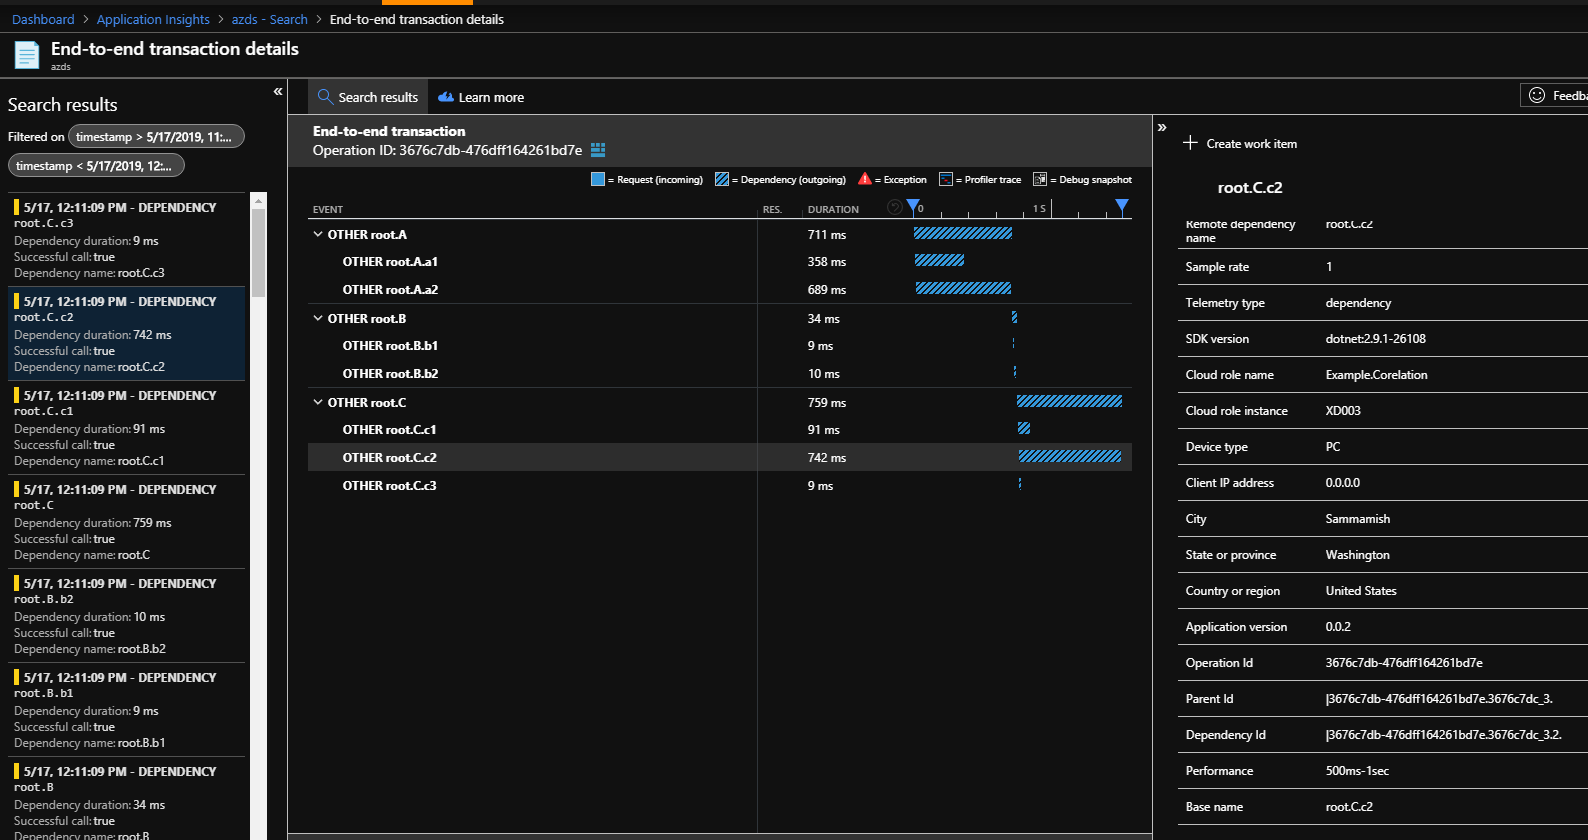 Dashboard > Application Insights > azds - Search > End-to-end transaction details
End-to-end transaction details
azds
«
Search results
Filtered on timestamp > 5/17/2019, 11:...
timestamp < 5/17/2019, 12:...
5/17, 12:11:09 PM - DEPENDENCY
root.C.c3
Dependency duration: 9 ms
Successful call: true
Dependency name: root.C.c3
5/17, 12:11:09 PM - DEPENDENCY
root.C.c2
Dependency duration: 742 ms
Successful call: true
Dependency name: root.C.c2
5/17, 12:11:09 PM - DEPENDENCY
root.C.c1
Dependency duration: 91 ms
Successful call: true
Dependency name: root.C.c1
5/17, 12:11:09 PM - DEPENDENCY
root.C
Dependency duration: 759 ms
Successful call: true
Dependency name: root.C
5/17, 12:11:09 PM - DEPENDENCY
root.B.b2
Dependency duration: 10 ms
Successful call: true
Dependency name: root.B.b2
5/17, 12:11:09 PM - DEPENDENCY
root.B.b1
Dependency duration: 9 ms
Successful call: true
Dependency name: root.B.b1
5/17, 12:11:09 PM - DEPENDENCY
root.B
Dependency duration: 34 ms
Successful call: true
Dependency name: root.B
Search results Learn more
Feedba
End-to-end transaction
Operation ID: 3676c7db-476dff164261bd7e
= Request (incoming) = Dependency (outgoing) = Exception = Profiler trace = Debug snapshot
EVENT RES. DURATION 0 1 S
OTHER root.A 711 ms
OTHER root.A.a1 358 ms
OTHER root.A.a2 689 ms
OTHER root.B 34 ms
OTHER root.B.b1 9 ms
OTHER root.B.b2 10 ms
OTHER root.C 759 ms
OTHER root.C.c1 91 ms
OTHER root.C.c2 742 ms
OTHER root.C.c3 9 ms
»
+ Create work item
root.C.c2
Remote dependency name root.C.c2
Sample rate 1
Telemetry type dependency
SDK version dotnet:2.9.1-26108
Cloud role name Example.Corelation
Cloud role instance XD003
Device type PC
Client IP address 0.0.0.0
City Sammamish
State or province Washington
Country or region United States
Application version 0.0.2
Operation Id 3676c7db-476dff164261bd7e
Parent Id |3676c7db-476dff164261bd7e.3676c7dc_3.
Dependency Id |3676c7db-476dff164261bd7e.3676c7dc_3.2.
Performance 500ms-1sec
Base name root.C.c2